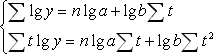 ∑ lg y = n lg a + lg b ∑ t
∑ t lg y = n lg a ∑ t + lg b ∑ t²